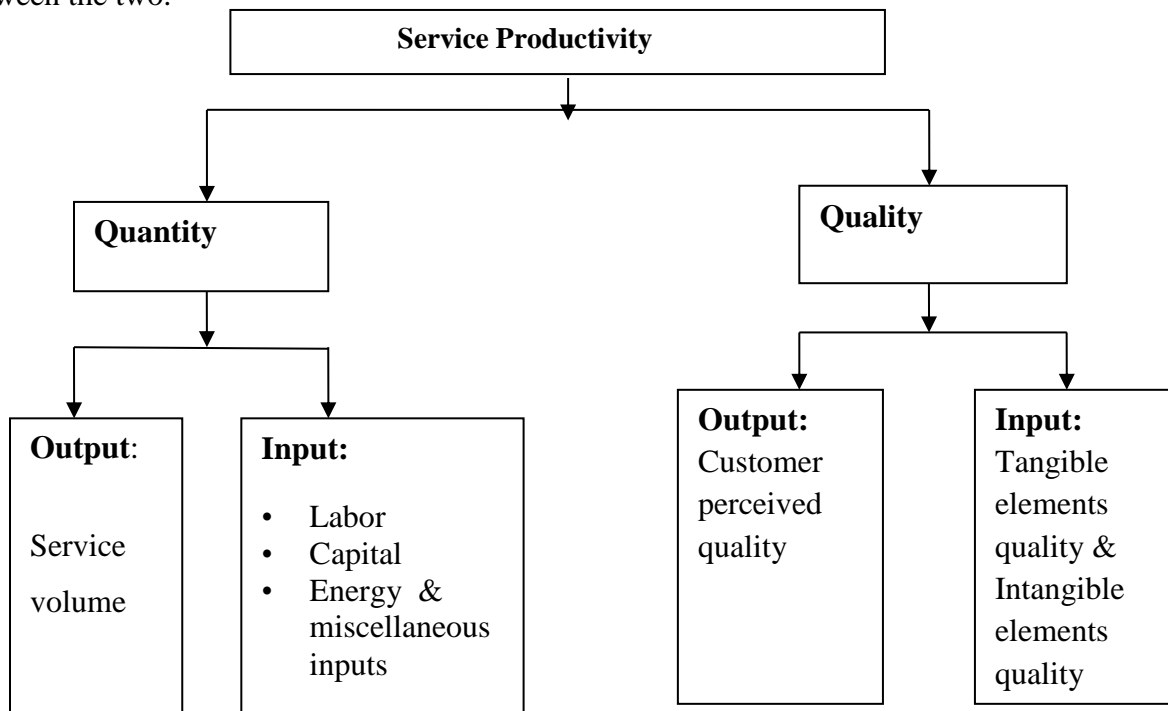 the two.
Service Productivity
Quantity
Quality
Output:
Service
volume
Input:
• Labor
• Capital
• Energy &
miscellaneous
inputs
Output:
Customer
perceived
quality
Input:
Tangible
elements
quality &
Intangible
elements
quality